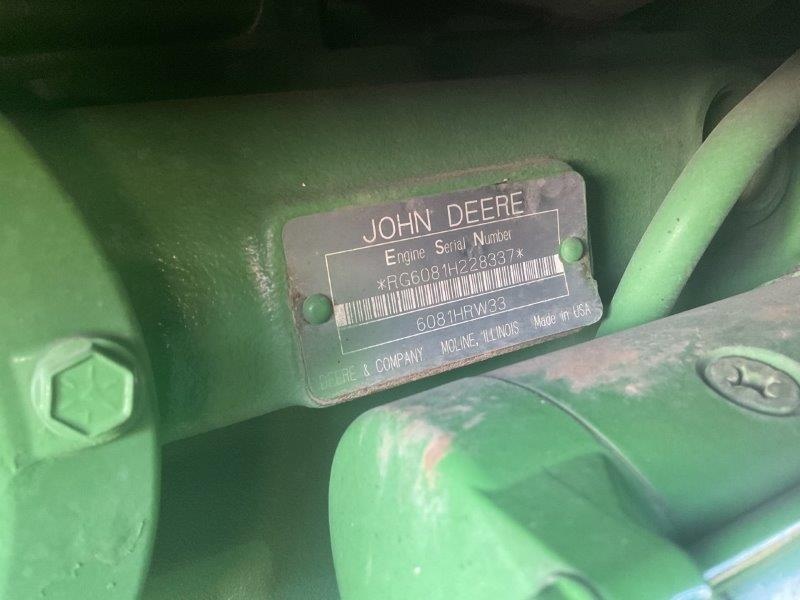 JOHN DEERE
Engine Serial Number
*RG6081H228337*
6081HRW33
DEERE & COMPANY MOLINE, ILLINOIS Made in USA